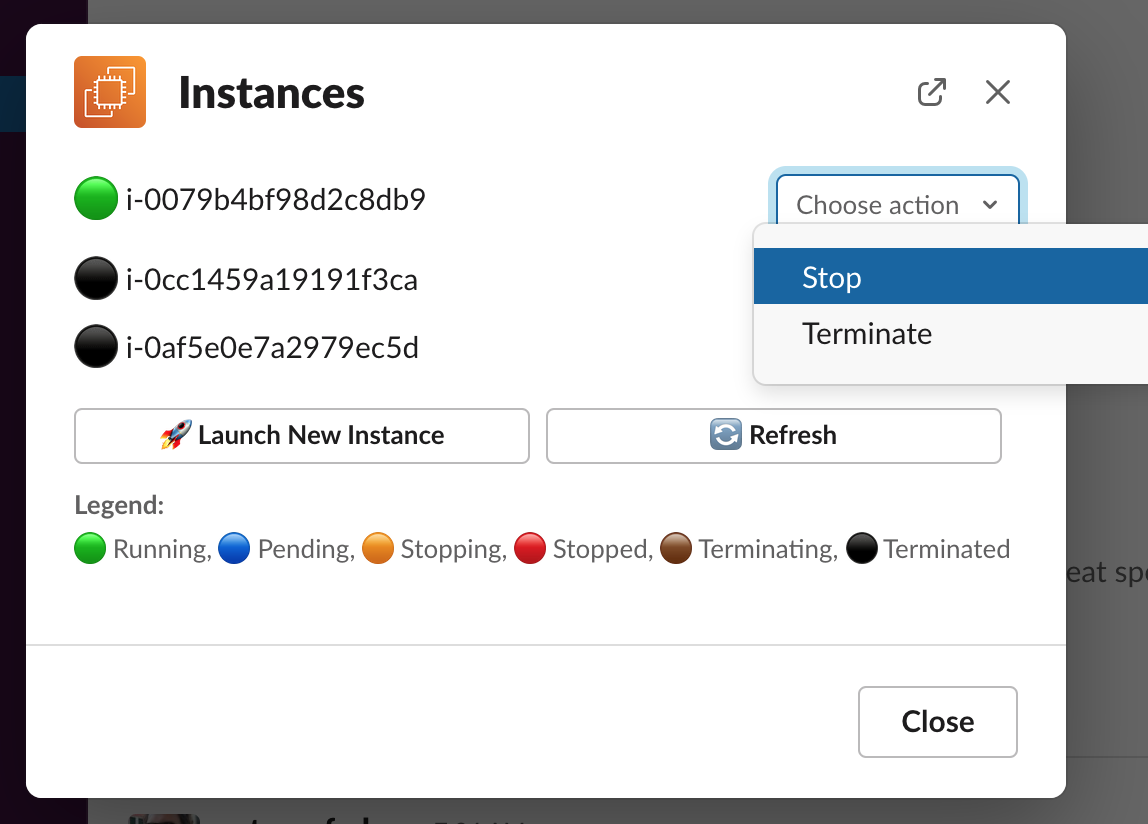 Instances
i-0079b4bf98d2c8db9
Choose action
Stop
Terminate
i-0cc1459a19191f3ca
i-0af5e0e7a2979ec5d
🚀 Launch New Instance
🔄 Refresh
Legend:
🟢 Running, 🔵 Pending, 🟠 Stopping, 🔴 Stopped, 🟤 Terminating, ⚫ Terminated
eat spe
Close